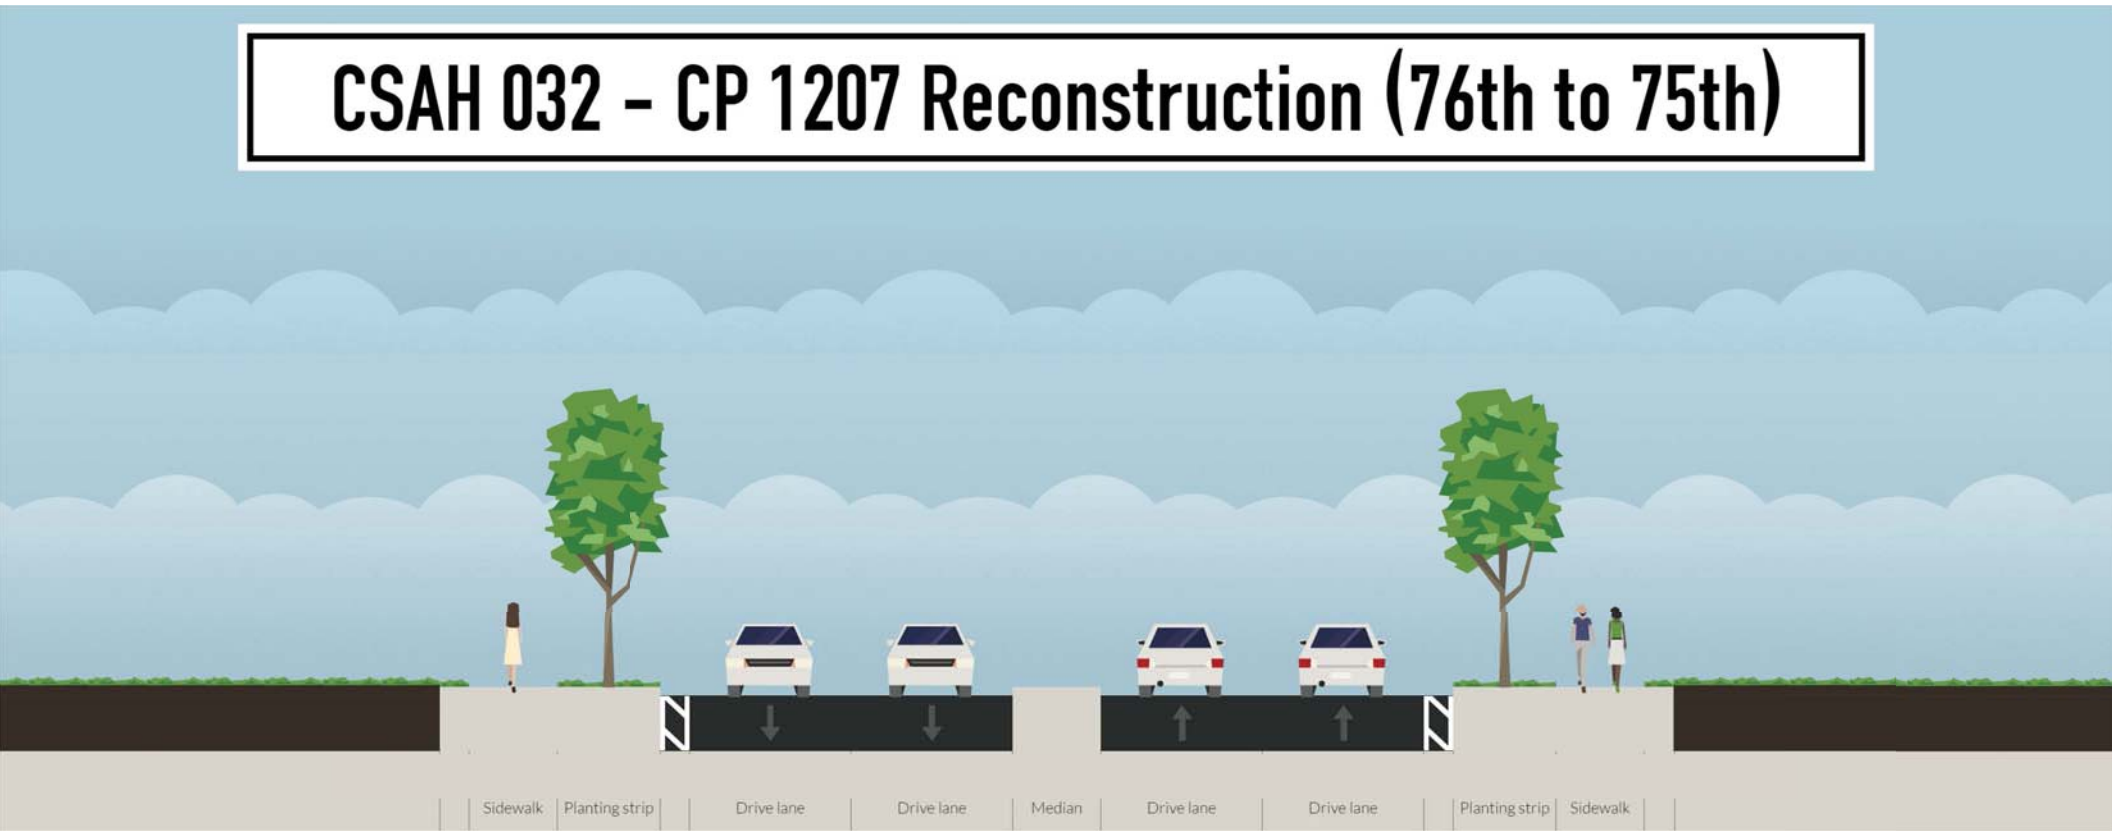 CSAH 032 - CP 1207 Reconstruction (76th to 75th)
Sidewalk Planting strip Drive lane Drive lane Median Drive lane Drive lane Planting strip Sidewalk